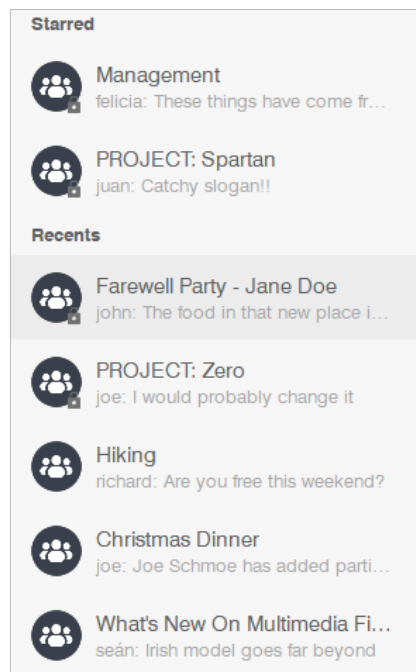 Starred
Management
felicia: These things have come fr...
PROJECT: Spartan
juan: Catchy slogan!!
Recents
Farewell Party - Jane Doe
john: The food in that new place i...
PROJECT: Zero
joe: I would probably change it
Hiking
richard: Are you free this weekend?
Christmas Dinner
joe: Joe Schmoe has added parti...
What's New On Multimedia Fi...
seán: Irish model goes far beyond